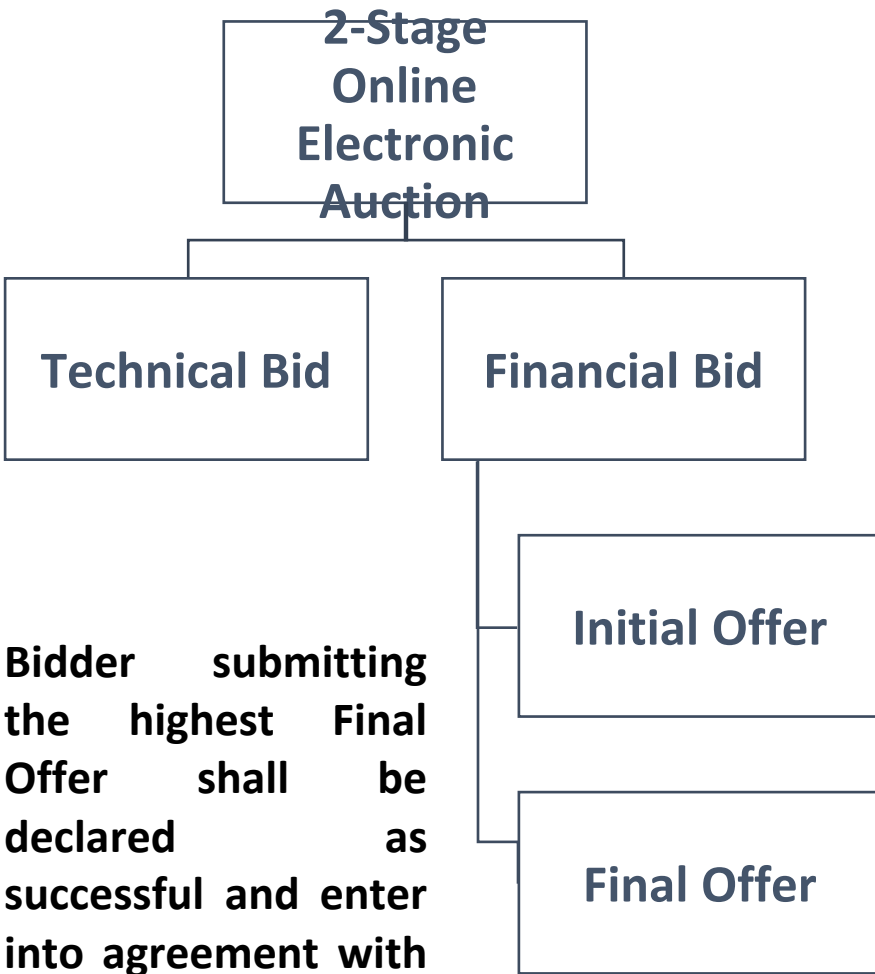 2-Stage
Online
Electronic
Auction
Technical Bid
Financial Bid
Initial Offer
Bidder submitting
the highest Final
Offer shall be
declared as
successful and enter
into agreement with
Final Offer